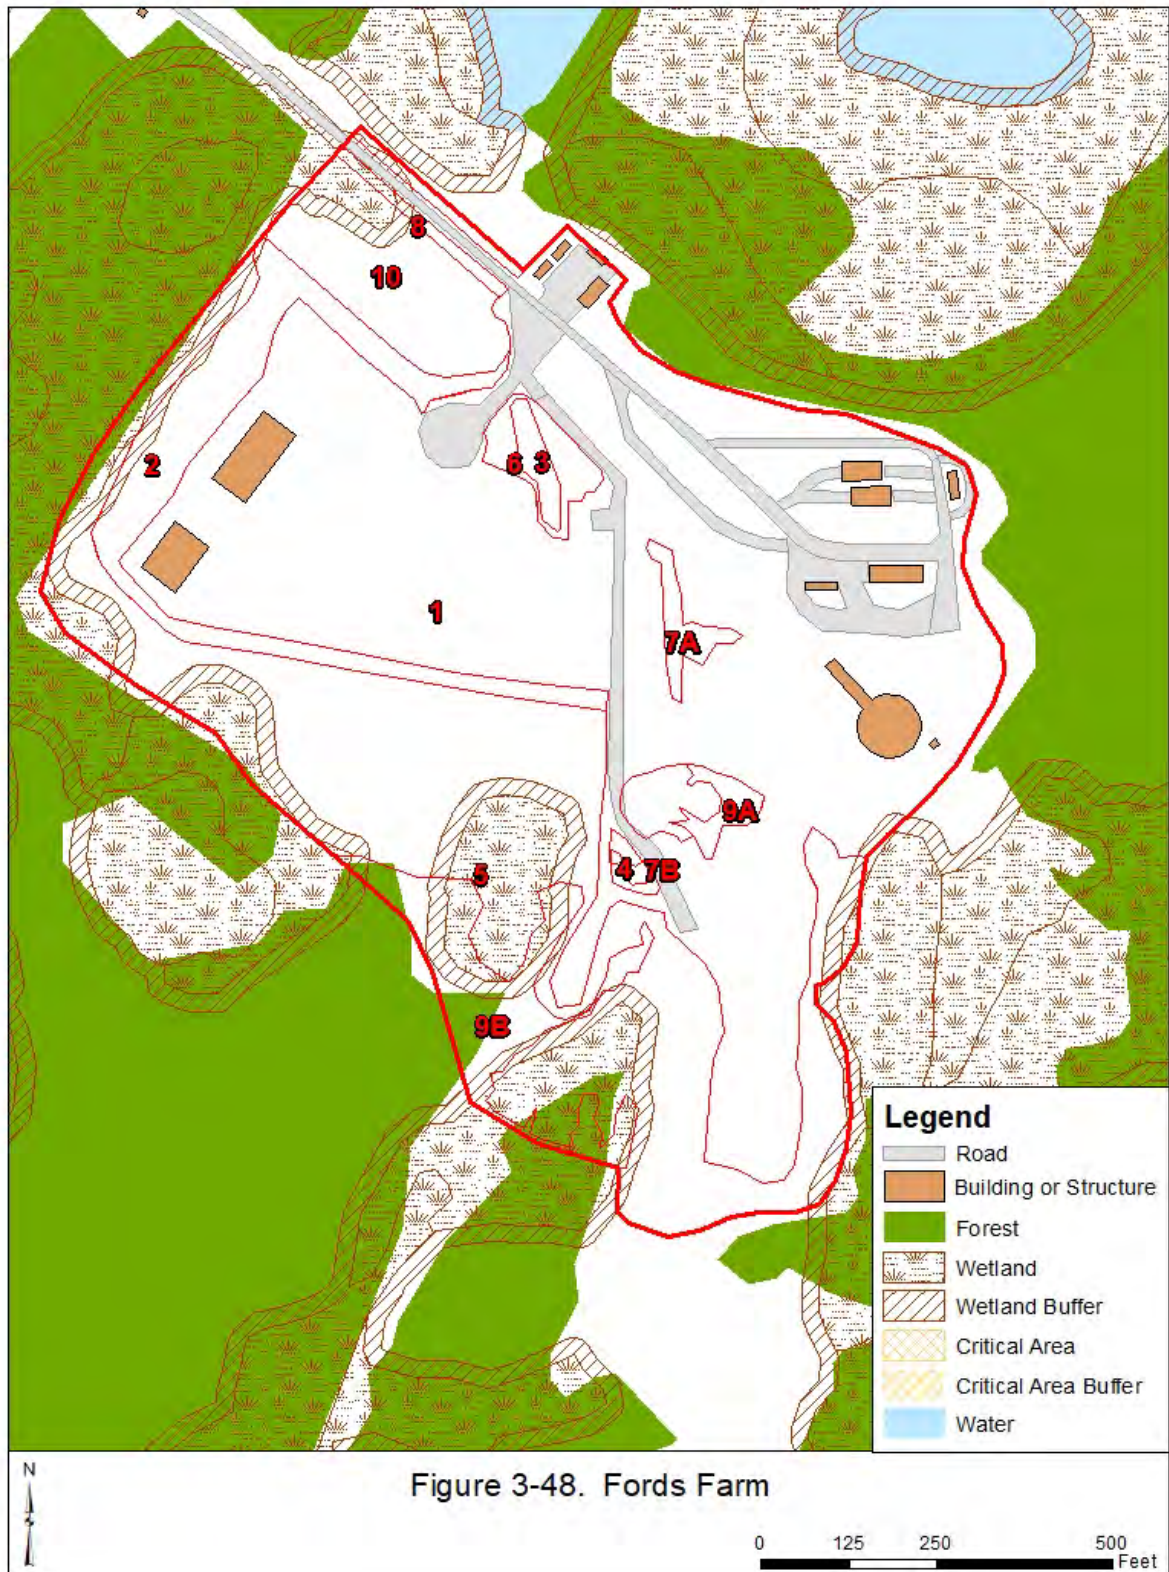 8
10
2
6 3
1
7A
9A
4 7B
5
9B
Legend
Road
Building or Structure
Forest
Wetland
Wetland Buffer
Critical Area
Critical Area Buffer
Water
N
Figure 3-48. Fords Farm
0 125 250 500
Feet